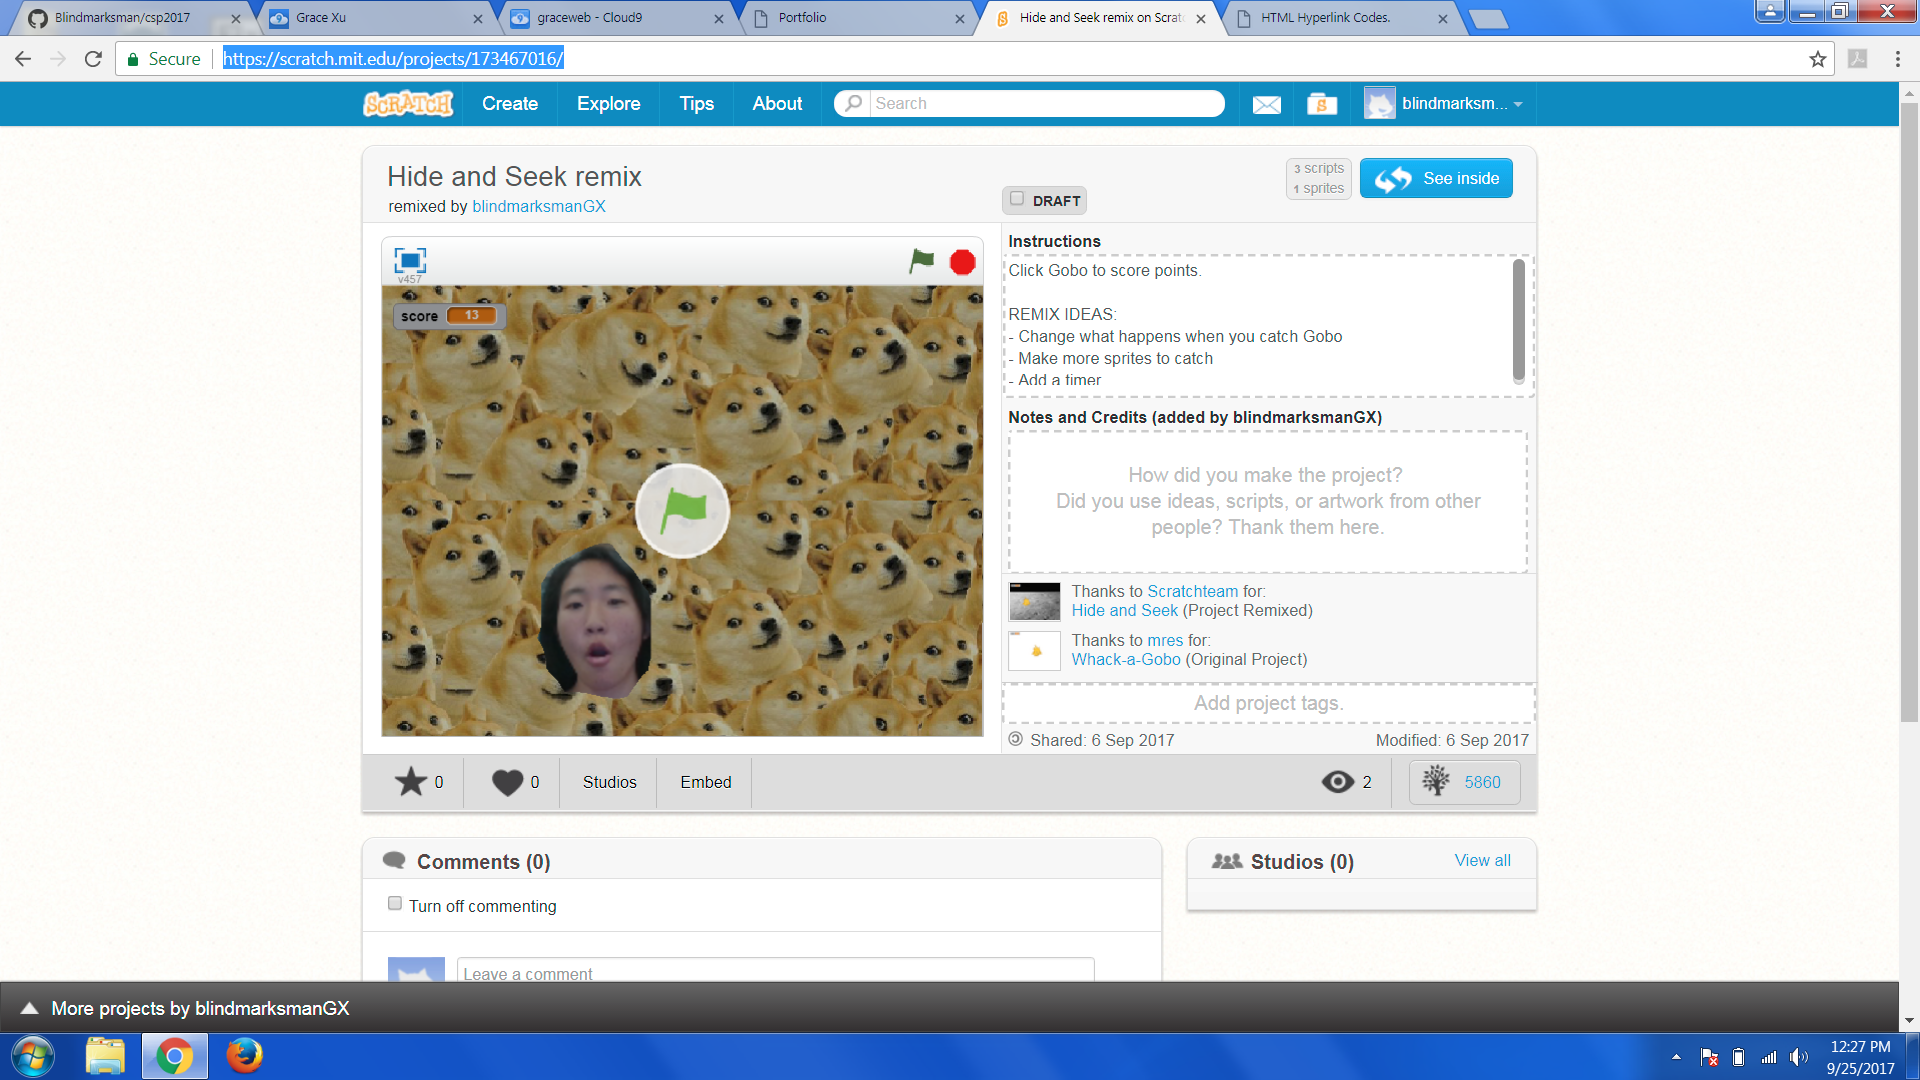 Blindmarksman/csp2017
Grace Xu
graceweb - Cloud9
Portfolio
Hide and Seek remix on Scrat
HTML Hyperlink Codes.
Secure
https://scratch.mit.edu/projects/173467016/
SCRATCH
Create
Explore
Tips
About
Search
blindmarksm...
Hide and Seek remix
remixed by blindmarksmanGX
DRAFT
3 scripts
1 sprites
See inside
v457
score 13
Instructions
Click Gobo to score points.
REMIX IDEAS:
- Change what happens when you catch Gobo
- Make more sprites to catch
- Add a timer
Notes and Credits (added by blindmarksmanGX)
How did you make the project?
Did you use ideas, scripts, or artwork from other
people? Thank them here.
Thanks to Scratchteam for:
Hide and Seek (Project Remixed)
Thanks to mres for:
Whack-a-Gobo (Original Project)
Add project tags.
Shared: 6 Sep 2017
Modified: 6 Sep 2017
0
0
Studios
Embed
2
5860
Comments (0)
Turn off commenting
Leave a comment
Studios (0)
View all
More projects by blindmarksmanGX
12:27 PM
9/25/2017